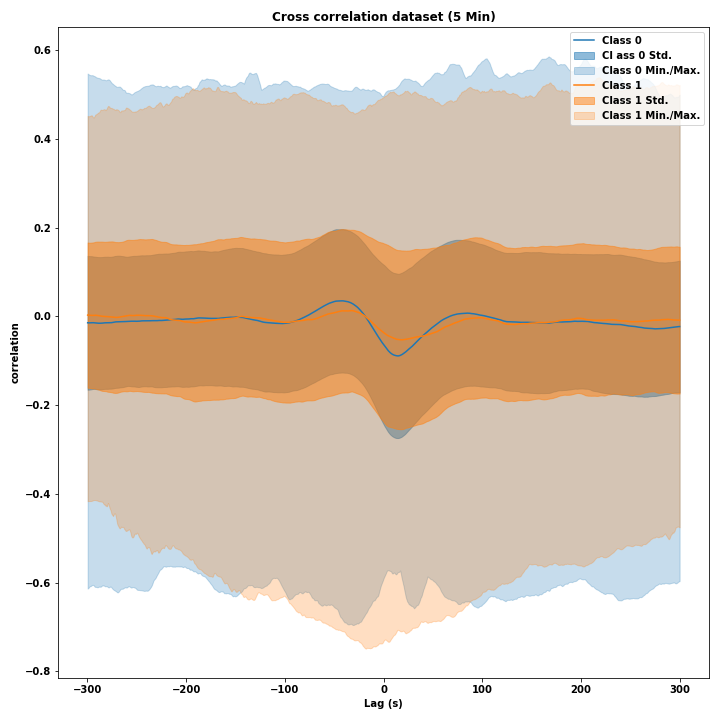 Cross correlation dataset (5 Min)
Class 0
Cl ass 0 Std.
Class 0 Min./Max.
Class 1
Class 1 Std.
Class 1 Min./Max.
0.6
0.4
0.2
0.0
−0.2
−0.4
−0.6
−0.8
correlation
−300
−200
−100
0
100
200
300
Lag (s)